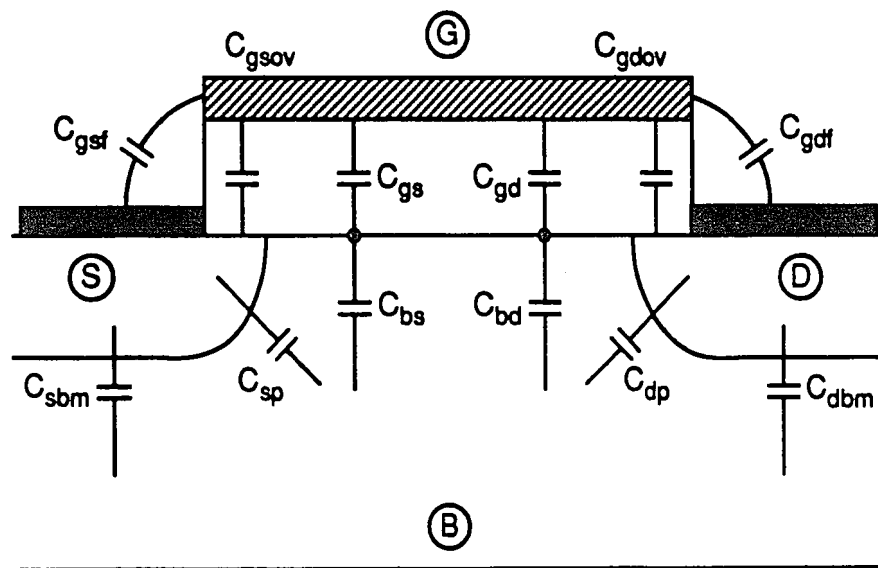 G
C_gsov
C_gdov
C_gsf
C_gdf
C_gs
C_gd
S
D
C_bs
C_bd
C_sbm
C_sp
C_dp
C_dbm
B